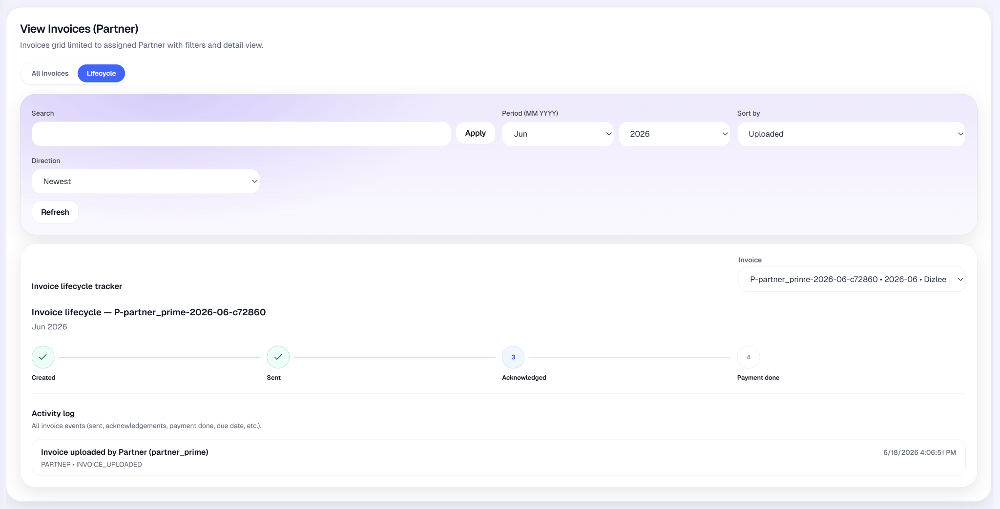 View Invoices (Partner)
Invoices grid limited to assigned Partner with filters and detail view.
All invoices
Lifecycle
Search
Apply
Period (MM YYYY)
Jun
2026
Sort by
Uploaded
Direction
Newest
Refresh
Invoice
P-partner_prime-2026-06-c72860 • 2026-06 • Dizlee
Invoice lifecycle tracker
Invoice lifecycle — P-partner_prime-2026-06-c72860
Jun 2026
3
4
Created
Sent
Acknowledged
Payment done
Activity log
All invoice events (sent, acknowledgements, payment done, due date, etc.).
Invoice uploaded by Partner (partner_prime)
6/18/2026 4:06:51 PM
PARTNER • INVOICE_UPLOADED